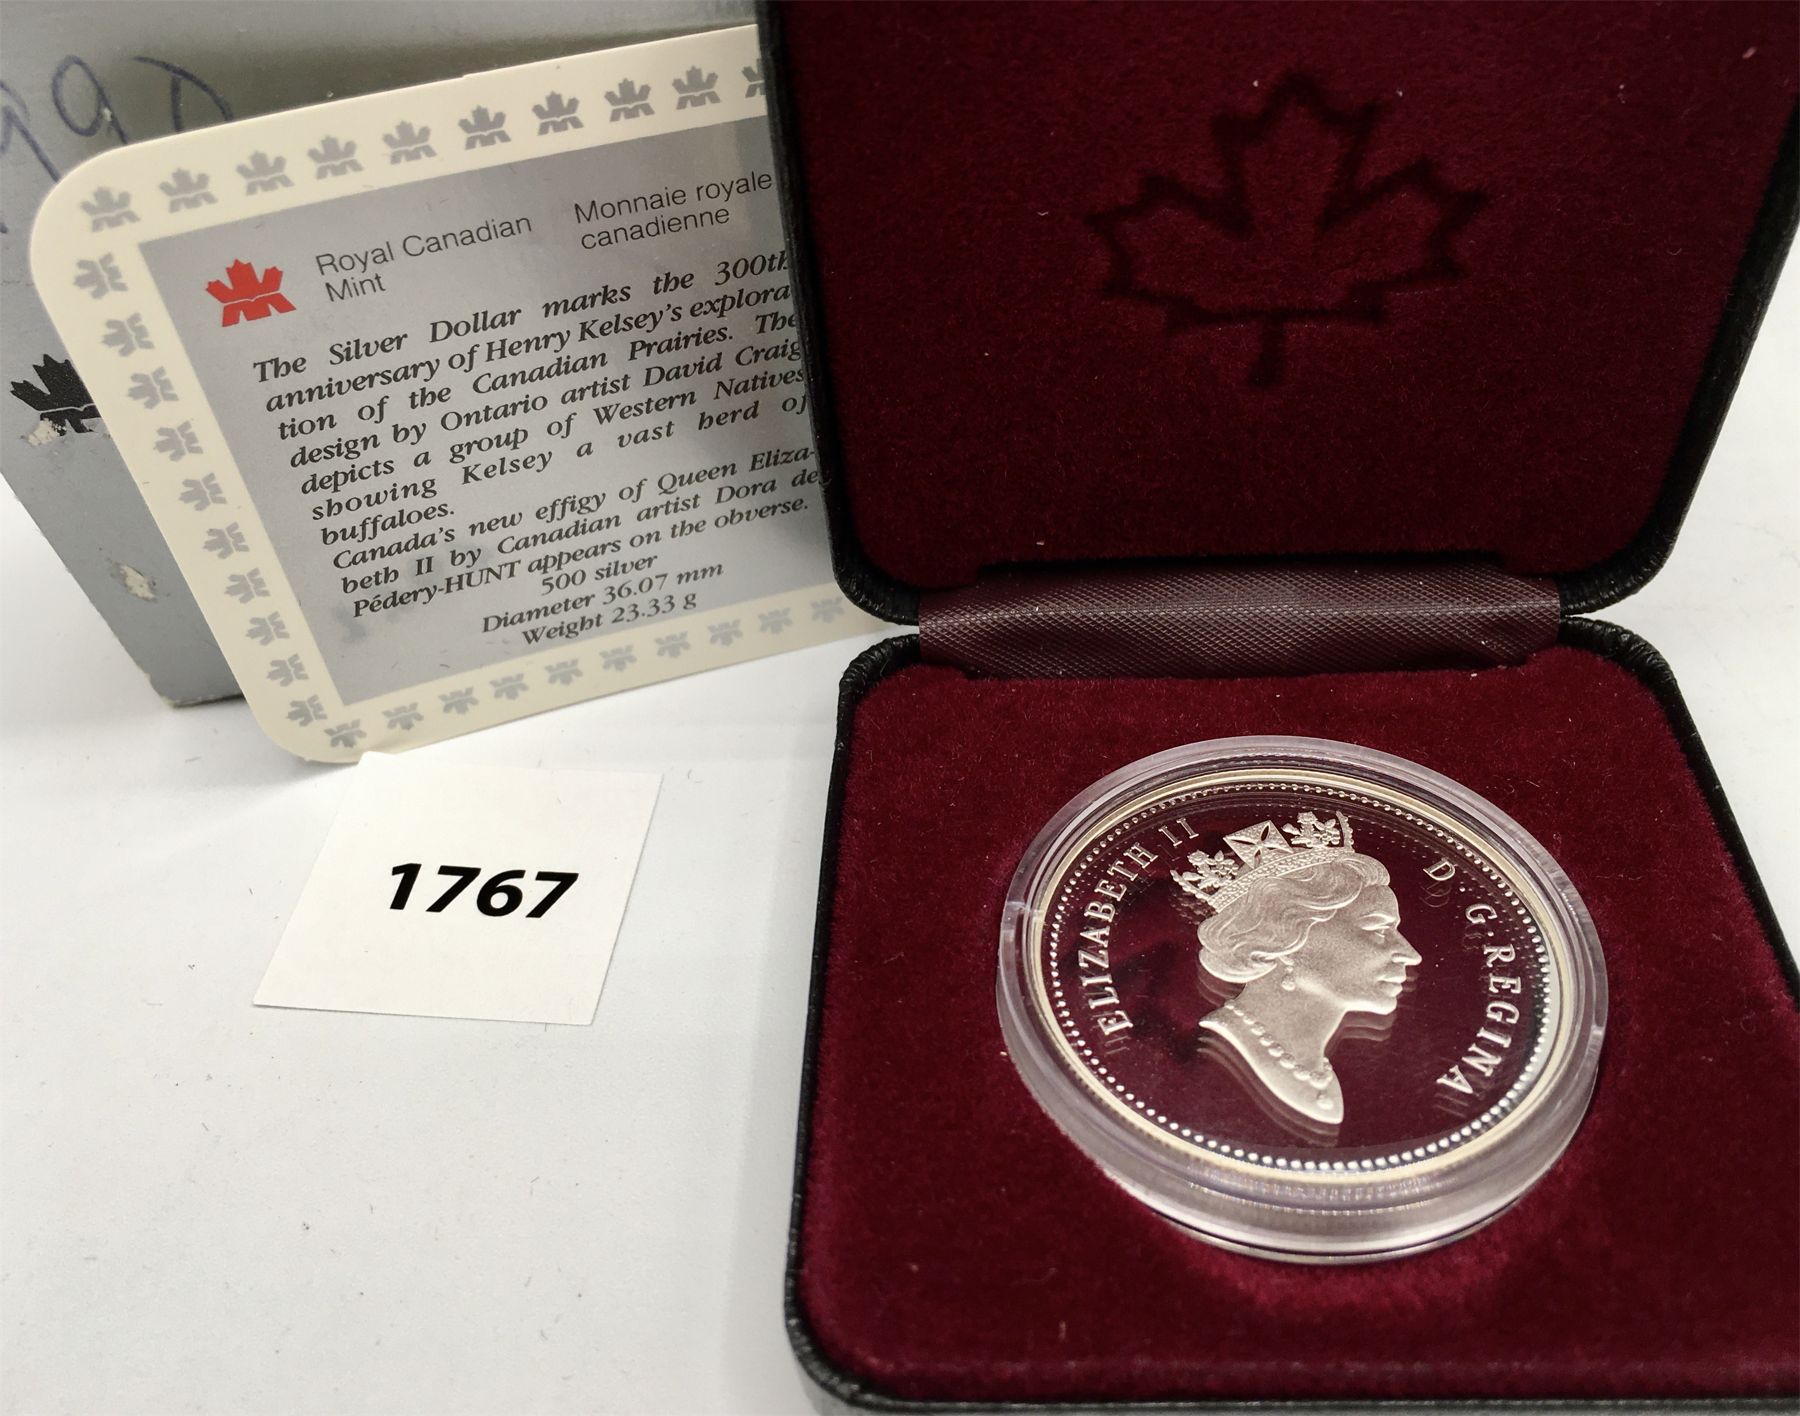 Royal Canadian
Mint
Monnaie royale
canadienne
The Silver Dollar marks the 300th
anniversary of Henry Kelsey's explora-
tion of the Canadian Prairies. The
design by Ontario artist David Craig
depicts a group of Western Natives
showing Kelsey a vast herd of
buffaloes.
Canada's new effigy of Queen Eliza-
beth II by Canadian artist Dora de
Pédery-HUNT appears on the obverse.
500 silver
Diameter 36.07 mm
Weight 23.33 g
1767
ELIZABETH II D·G·REGINA